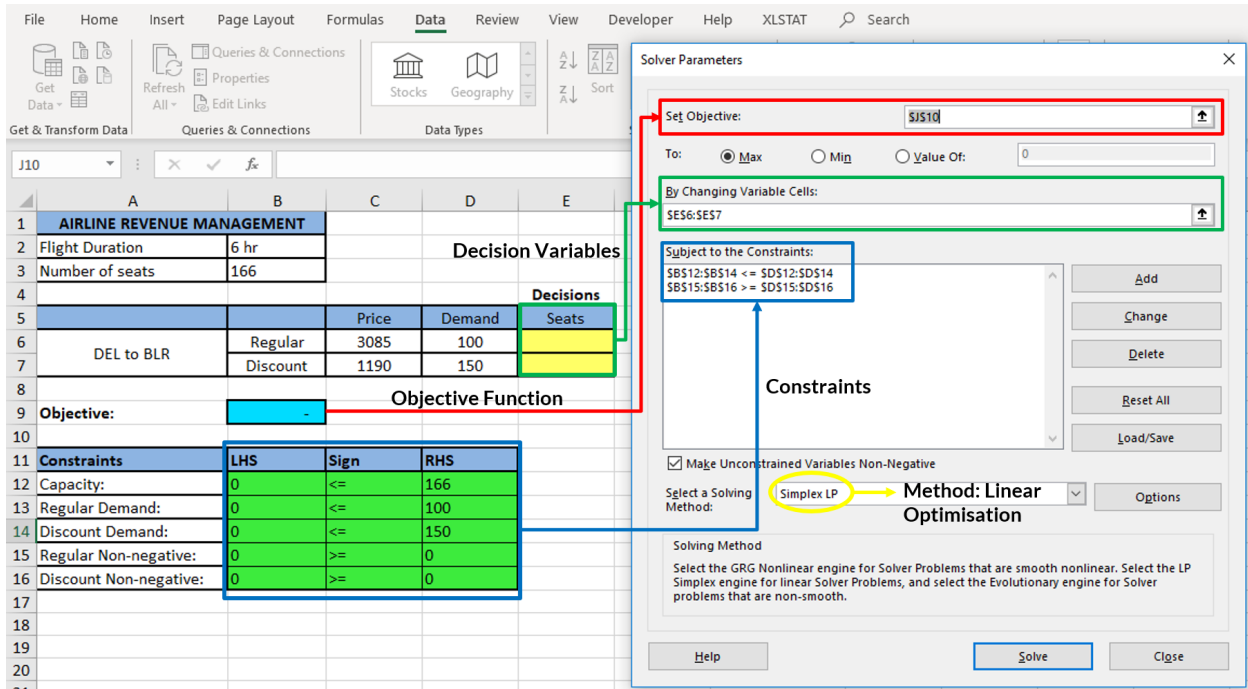 File Home Insert Page Layout Formulas Data Review View Developer Help XLSTAT Search
Get Data
Refresh All
Queries & Connections
Properties
Edit Links
Stocks Geography
Sort
Get & Transform Data Queries & Connections Data Types
J10 fx
A B C D E
1 AIRLINE REVENUE MANAGEMENT
2 Flight Duration 6 hr
3 Number of seats 166
Decision Variables
4 Decisions
5 Price Demand Seats
6 Regular 3085 100
DEL to BLR
7 Discount 1190 150
8
Objective Function
9 Objective: -
10
11 Constraints LHS Sign RHS
12 Capacity: 0 <= 166
13 Regular Demand: 0 <= 100
14 Discount Demand: 0 <= 150
15 Regular Non-negative: 0 >= 0
16 Discount Non-negative: 0 >= 0
17
18
19
20
Solver Parameters
Set Objective: $J$10
To: Max Min Value Of: 0
By Changing Variable Cells:
$E$6:$E$7
Subject to the Constraints:
$B$12:$B$14 <= $D$12:$D$14
$B$15:$B$16 >= $D$15:$D$16
Add
Change
Delete
Reset All
Load/Save
Constraints
Make Unconstrained Variables Non-Negative
Select a Solving Method: Simplex LP
Method: Linear
Optimisation
Options
Solving Method
Select the GRG Nonlinear engine for Solver Problems that are smooth nonlinear. Select the LP
Simplex engine for linear Solver Problems, and select the Evolutionary engine for Solver
problems that are non-smooth.
Help Solve Close